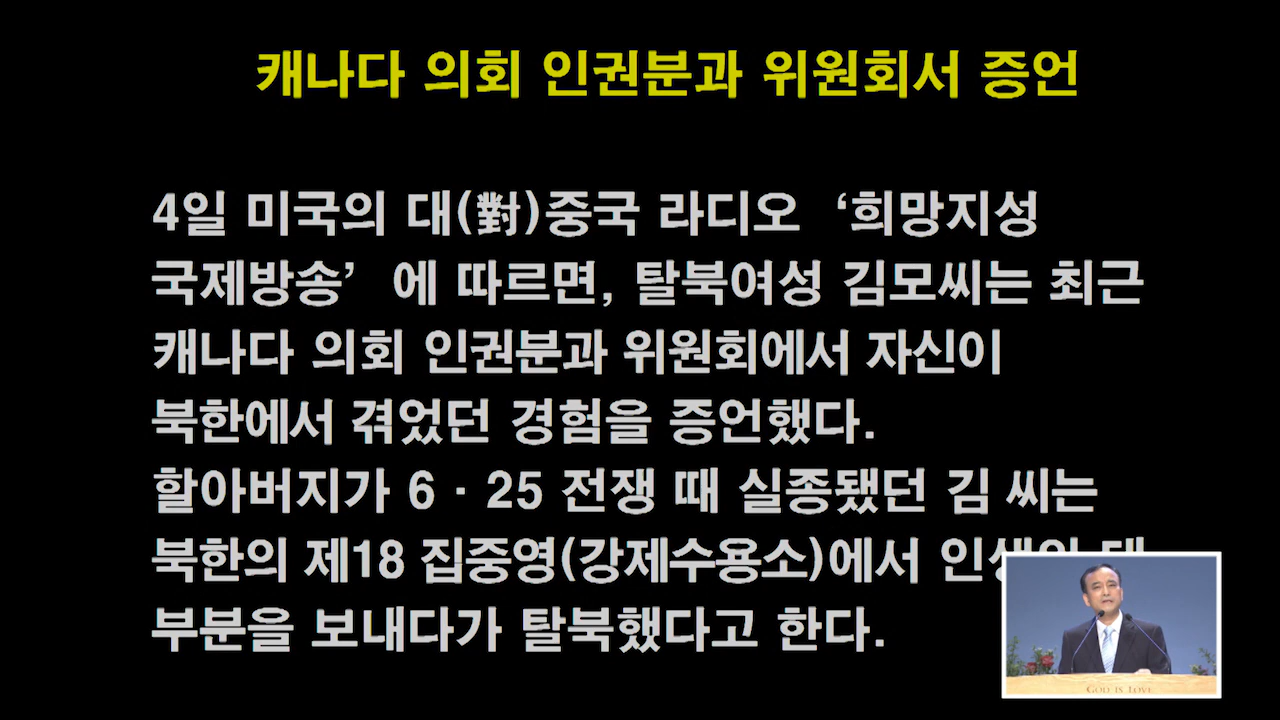 캐나다 의회 인권분과 위원회서 증언
4일 미국의 대(對)중국 라디오 ‘희망지성
국제방송’ 에 따르면, 탈북여성 김모씨는 최근
캐나다 의회 인권분과 위원회에서 자신이
북한에서 겪었던 경험을 증언했다.
할아버지가 6 · 25 전쟁 때 실종됐던 김 씨는
북한의 제18 집중영(강제수용소)에서
부분을 보내다가 탈북했다고 한다.
GOD IS LOVE